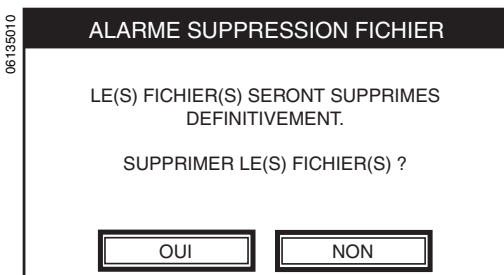 06135010
ALARME SUPPRESSION FICHIER
LE(S) FICHIER(S) SERONT SUPPRIMES
DEFINITIVEMENT.
SUPPRIMER LE(S) FICHIER(S) ?
OUI
NON